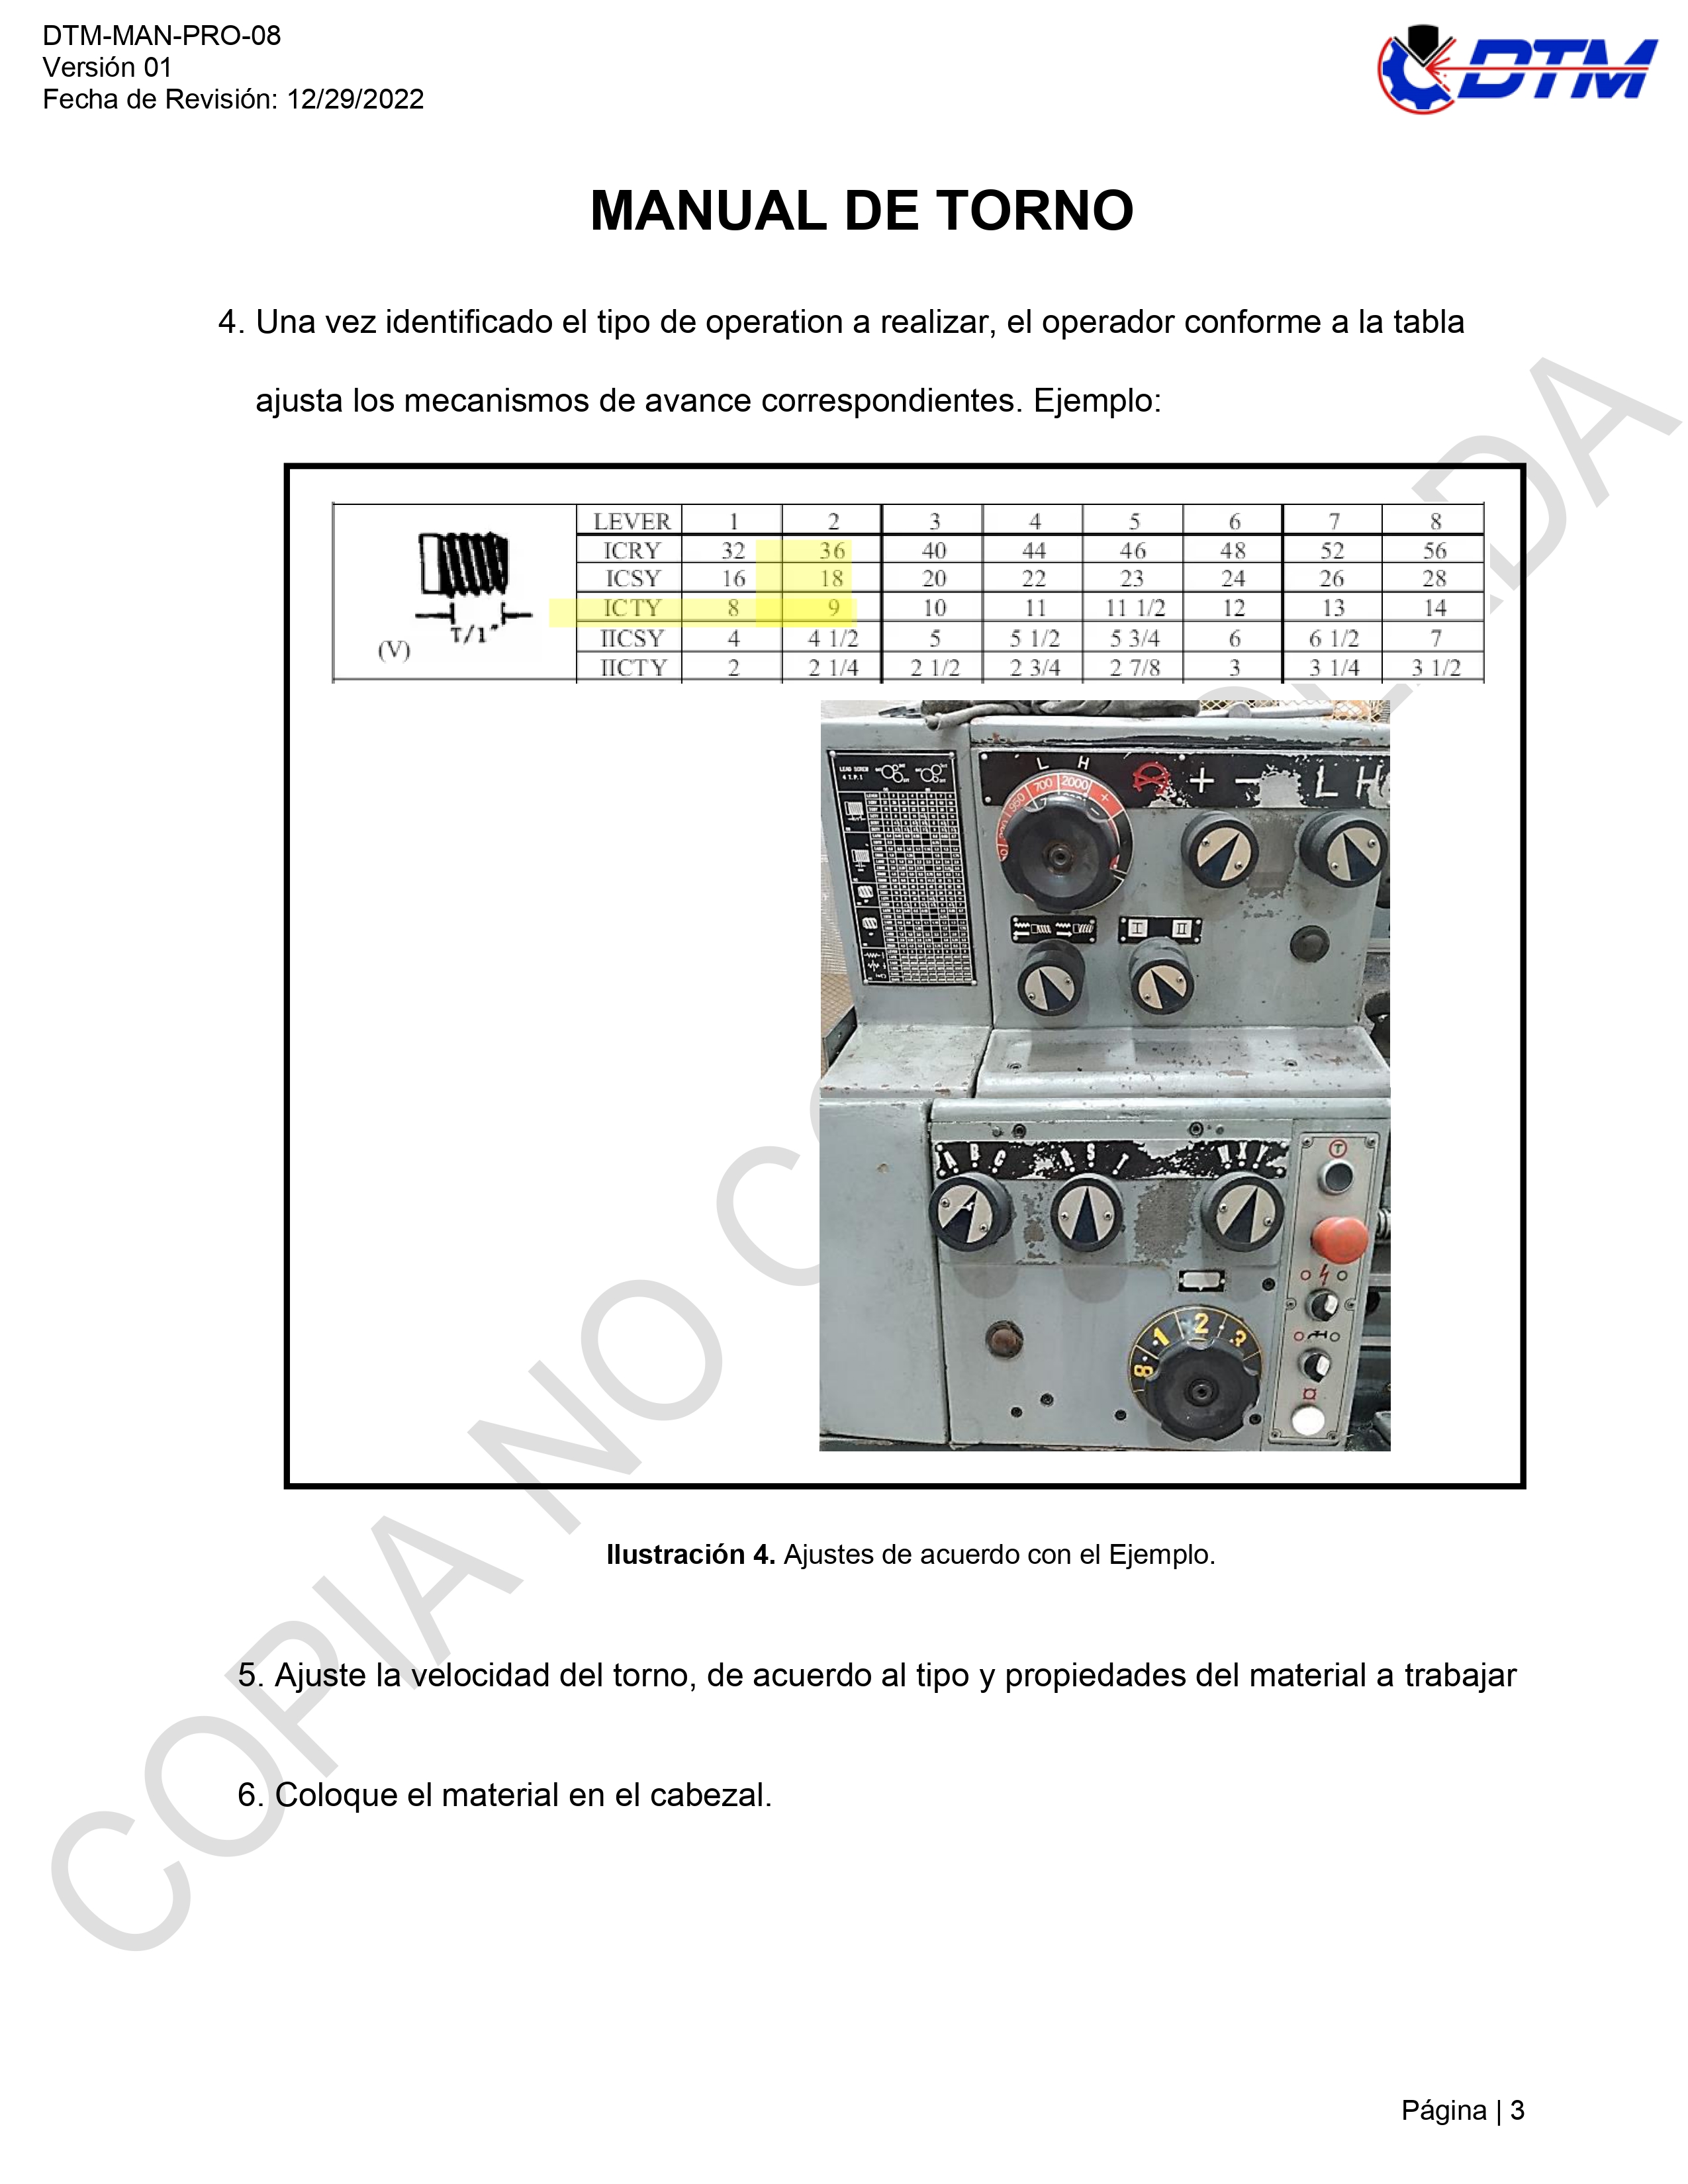 DTM-MAN-PRO-08
Versión 01
Fecha de Revisión: 12/29/2022
DTM
MANUAL DE TORNO
4. Una vez identificado el tipo de operation a realizar, el operador conforme a la tabla
ajusta los mecanismos de avance correspondientes. Ejemplo:
LEVER 1 2 3 4 5 6 7 8
ICRY 32 36 40 44 46 48 52 56
ICSY 16 18 20 22 23 24 26 28
ICTY 8 9 10 11 11 1/2 12 13 14
IICSY 4 4 1/2 5 5 1/2 5 3/4 6 6 1/2 7
IICTY 2 2 1/4 2 1/2 2 3/4 2 7/8 3 3 1/4 3 1/2
T/1"
(V)
LEAD SCREW
4 T.P.I
L H
950 700 2000 +
+ − L H
I II
A B C R S T W X Y
T
8 1 2 3
Ilustración 4. Ajustes de acuerdo con el Ejemplo.
5. Ajuste la velocidad del torno, de acuerdo al tipo y propiedades del material a trabajar
6. Coloque el material en el cabezal.
COPIA NO
Página | 3